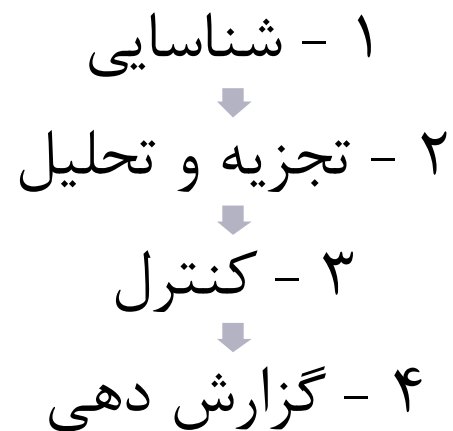 ۱ - شناسایی
۲ - تجزیه و تحلیل
۳ - کنترل
۴ - گزارش دهی